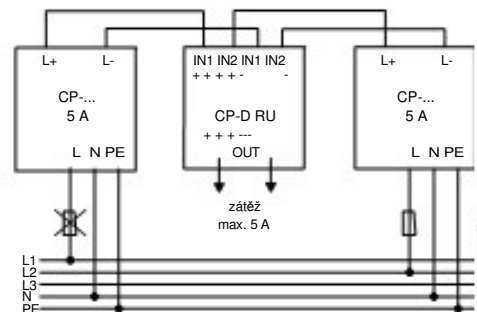 L+ L- IN1 IN2 IN1 IN2 L+ L-
+ + + + - -
CP-... CP-D RU CP-...
5 A 5 A
+ + + ---
L N PE OUT L N PE
zátěž
max. 5 A
L1
L2
L3
N
PE